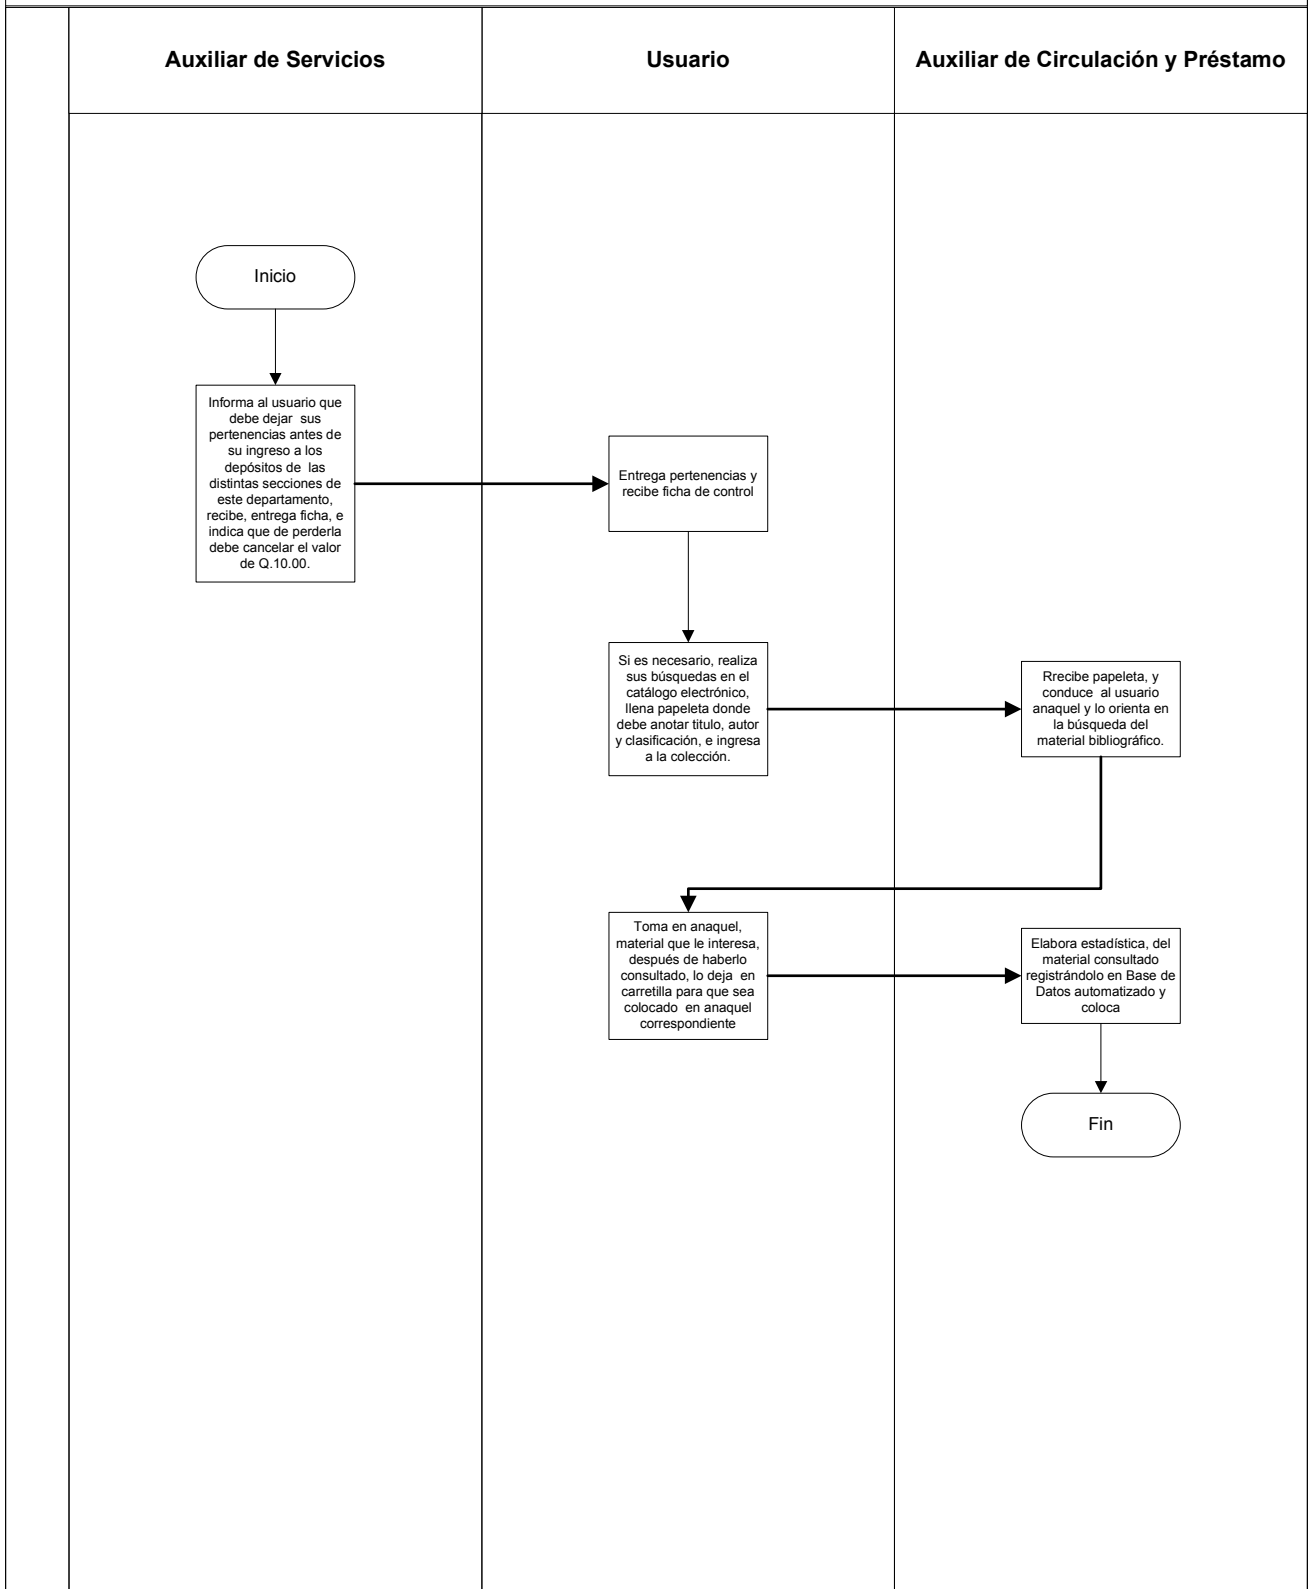 Auxiliar de Servicios
Usuario
Auxiliar de Circulación y Préstamo
Inicio
Informa al usuario que
debe dejar sus
pertenencias antes de
su ingreso a los
depósitos de las
distintas secciones de
este departamento,
recibe, entrega ficha, e
indica que de perderla
debe cancelar el valor
de Q.10.00.
Entrega pertenencias y
recibe ficha de control
Si es necesario, realiza
sus búsquedas en el
catálogo electrónico,
llena papeleta donde
debe anotar titulo, autor
y clasificación, e ingresa
a la colección.
Rrecibe papeleta, y
conduce al usuario
anaquel y lo orienta en
la búsqueda del
material bibliográfico.
Toma en anaquel,
material que le interesa,
después de haberlo
consultado, lo deja en
carretilla para que sea
colocado en anaquel
correspondiente
Elabora estadística, del
material consultado
registrándolo en Base de
Datos automatizado y
coloca
Fin